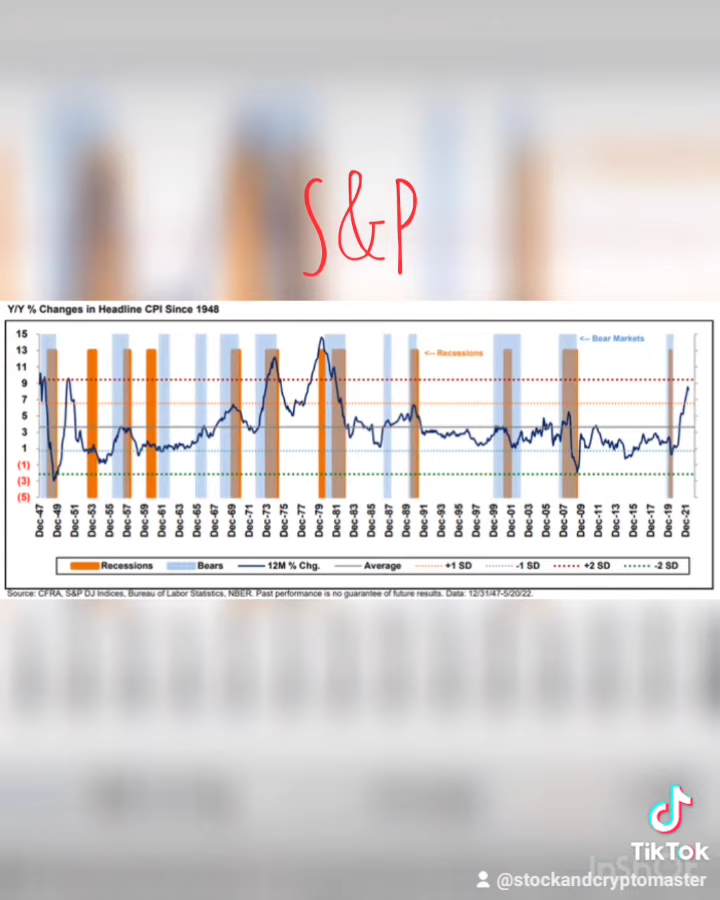 S&P
Y/Y % Changes in Headline CPI Since 1948
15
13
11
9
7
5
3
1
(1)
(3)
(5)
<-- Recessions
<-- Bear Markets
Dec-47
Dec-49
Dec-51
Dec-53
Dec-55
Dec-57
Dec-59
Dec-61
Dec-63
Dec-65
Dec-67
Dec-69
Dec-71
Dec-73
Dec-75
Dec-77
Dec-79
Dec-81
Dec-83
Dec-85
Dec-87
Dec-89
Dec-91
Dec-93
Dec-95
Dec-97
Dec-99
Dec-01
Dec-03
Dec-05
Dec-07
Dec-09
Dec-11
Dec-13
Dec-15
Dec-17
Dec-19
Dec-21
Recessions Bears 12M % Chg. Average +1 SD -1 SD +2 SD -2 SD
Source: CFRA, S&P DJ Indices, Bureau of Labor Statistics, NBER. Past performance is no guarantee of future results. Data: 12/31/47-5/20/22.
TikTok
@stockandcryptomaster